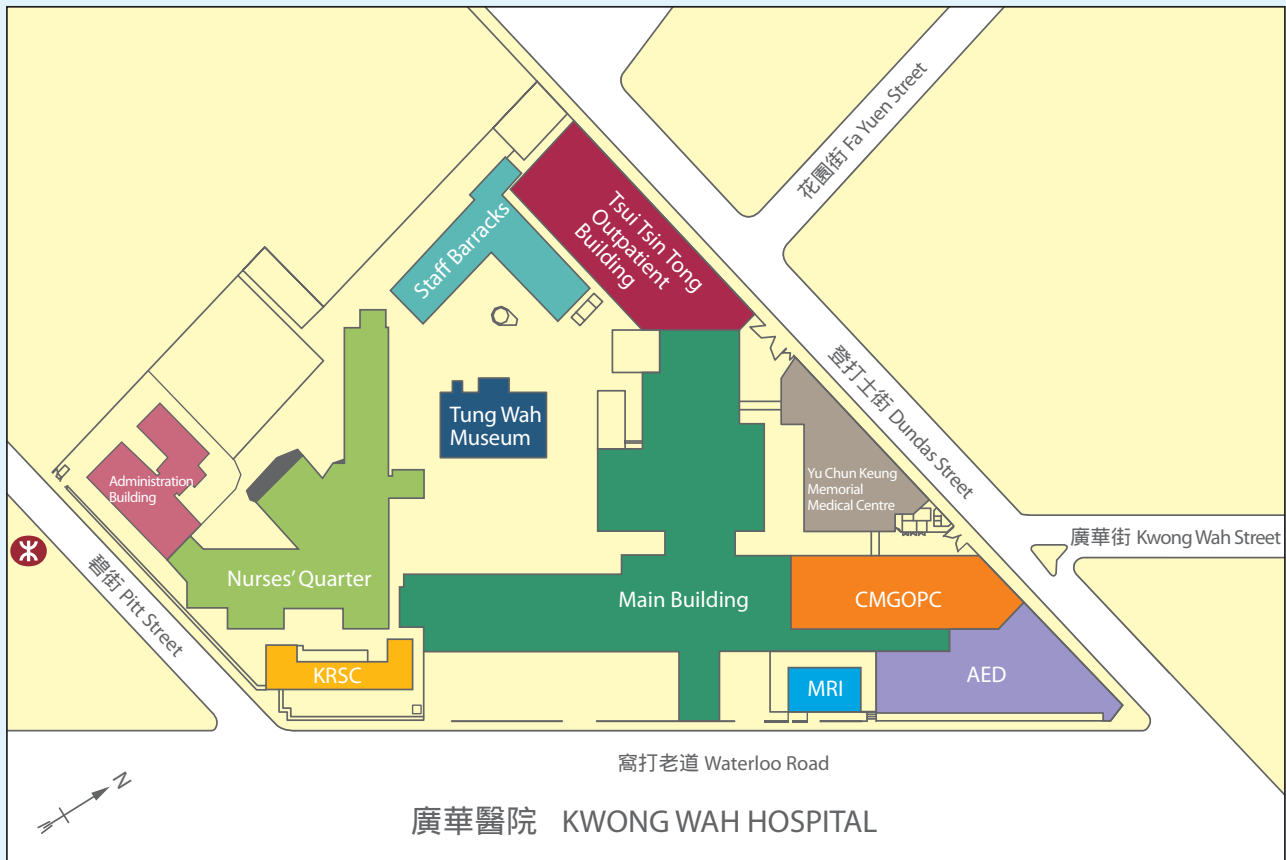 花園街 Fa Yuen Street
Tsui Tsin Tong
Outpatient
Building
Staff Barracks
登打士街 Dundas Street
Tung Wah
Museum
Yu Chun Keung
Memorial
Medical Centre
Administration
Building
廣華街 Kwong Wah Street
碧街 Pitt Street
Nurses' Quarter
Main Building
CMGOPC
KRSC
MRI
AED
窩打老道 Waterloo Road
N
廣華醫院 KWONG WAH HOSPITAL